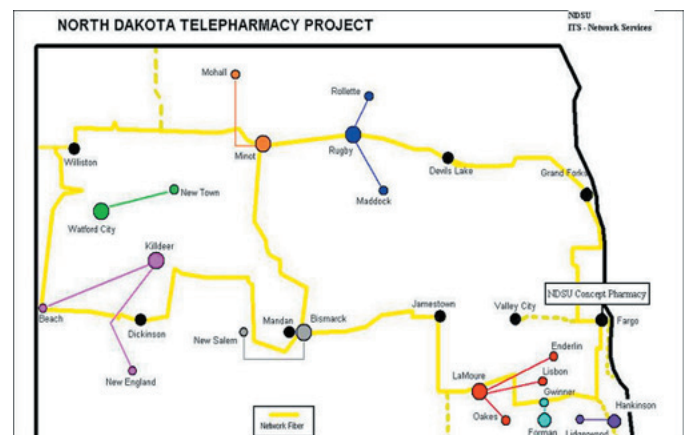 NORTH DAKOTA TELEPHARMACY PROJECT
NDSU
ITS - Network Services
Mohall
Rollette
Minot
Rugby
Williston
Devils Lake
Grand Forks
New Town
Maddock
Watford City
Killdeer
NDSU Concept Pharmacy
Beach
Dickinson
New Salem
Mandan
Bismarck
Jamestown
Valley City
Fargo
New England
Enderlin
LaMoure
Lisbon
Gwinner
Hankinson
Network Fiber
Oakes
Forman
Lidgerwood